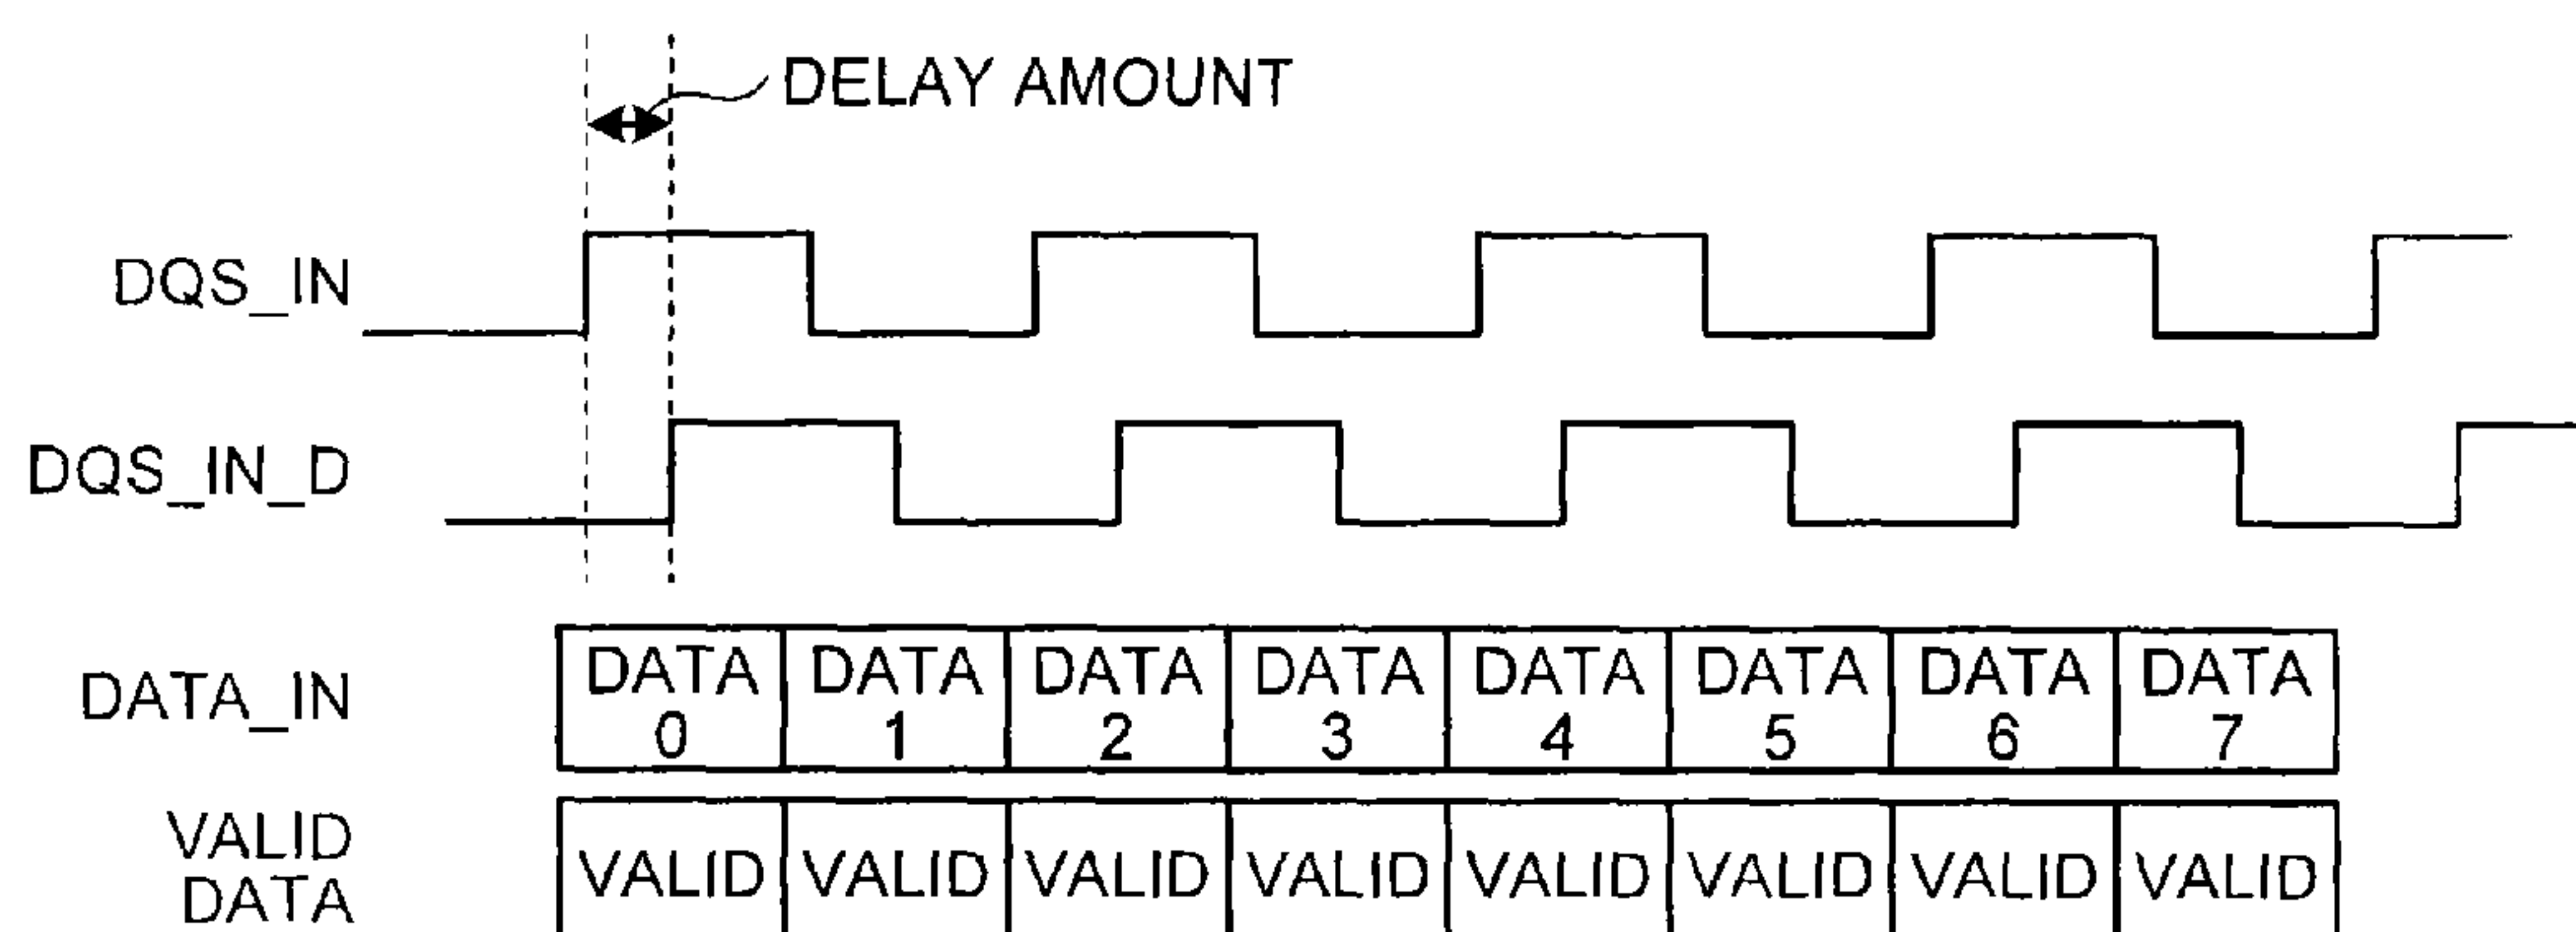 DELAY AMOUNT
DQS_IN
DQS_IN_D
DATA_IN
DATA DATA DATA DATA DATA DATA DATA DATA
0 1 2 3 4 5 6 7
VALID
DATA
VALID VALID VALID VALID VALID VALID VALID VALID